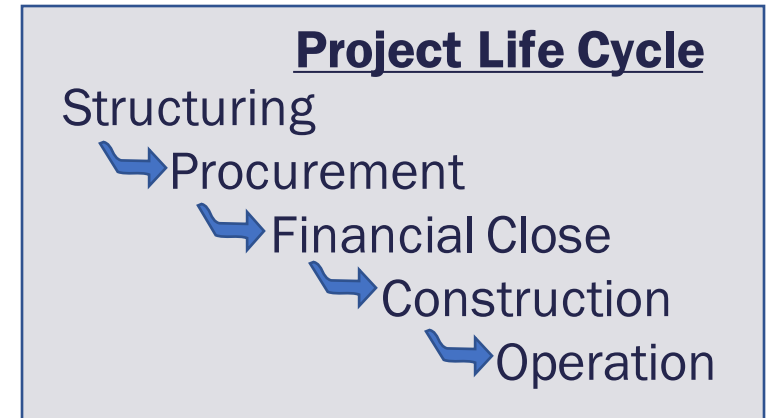 Project Life Cycle
Structuring
Procurement
Financial Close
Construction
Operation